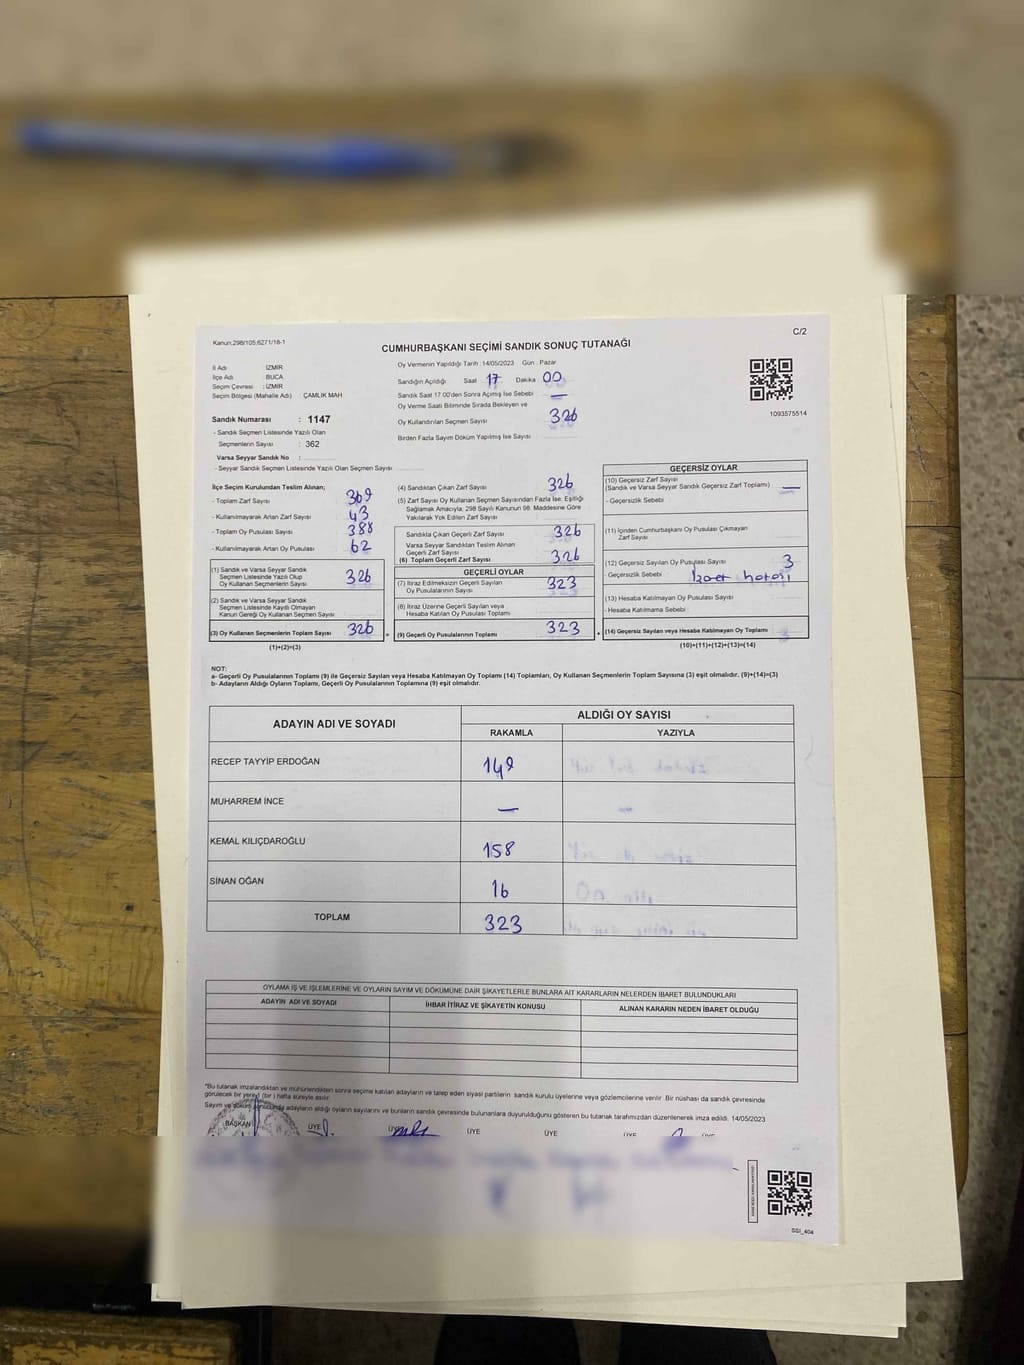 Kanun:298/105,6271/18-1
C/2
CUMHURBAŞKANI SEÇİMİ SANDIK SONUÇ TUTANAĞI
İl Adı : İZMİR
İlçe Adı : BUCA
Seçim Çevresi : İZMİR
Seçim Bölgesi (Mahalle Adı) : ÇAMLIK MAH
Sandık Numarası : 1147
- Sandık Seçmen Listesinde Yazılı Olan
Seçmenlerin Sayısı : 362
Varsa Seyyar Sandık No :
- Seyyar Sandık Seçmen Listesinde Yazılı Olan Seçmen Sayısı
Oy Vermenin Yapıldığı Tarih : 14/05/2023 Gün : Pazar
Sandığın Açıldığı Saat 17 Dakika 00
Sandık Saat 17.00'den Sonra Açılmış İse Sebebi —
Oy Verme Saati Bitiminde Sırada Bekleyen ve
Oy Kullandırılan Seçmen Sayısı 326
Birden Fazla Sayım Döküm Yapılmış İse Sayısı
1093575514
İlçe Seçim Kurulundan Teslim Alınan;
- Toplam Zarf Sayısı 369
- Kullanılmayarak Artan Zarf Sayısı 43
- Toplam Oy Pusulası Sayısı 388
- Kullanılmayarak Artan Oy Pusulası 62
(1) Sandık ve Varsa Seyyar Sandık
Seçmen Listesinde Yazılı Olup
Oy Kullanan Seçmenlerin Sayısı 326
(2) Sandık ve Varsa Seyyar Sandık
Seçmen Listesinde Kayıtlı Olmayan
Kanun Gereği Oy Kullanan Seçmen Sayısı
(3) Oy Kullanan Seçmenlerin Toplam Sayısı 326
(1)+(2)=(3)
(4) Sandıktan Çıkan Zarf Sayısı 326
(5) Zarf Sayısı Oy Kullanan Seçmen Sayısından Fazla İse, Eşitliği
Sağlamak Amacıyla, 298 Sayılı Kanunun 98. Maddesine Göre
Yakılarak Yok Edilen Zarf Sayısı
Sandıkta Çıkan Geçerli Zarf Sayısı 326
Varsa Seyyar Sandıktan Teslim Alınan
Geçerli Zarf Sayısı
(6) Toplam Geçerli Zarf Sayısı 326
GEÇERLİ OYLAR
(7) İtiraz Edilmeksizin Geçerli Sayılan
Oy Pusulalarının Sayısı 323
(8) İtiraz Üzerine Geçerli Sayılan veya
Hesaba Katılan Oy Pusulası Toplamı
(9) Geçerli Oy Pusulalarının Toplamı 323
GEÇERSİZ OYLAR
(10) Geçersiz Zarf Sayısı
(Sandık ve Varsa Seyyar Sandık Geçersiz Zarf Toplamı) —
- Geçersizlik Sebebi
(11) İçinden Cumhurbaşkanı Oy Pusulası Çıkmayan
Zarf Sayısı
(12) Geçersiz Sayılan Oy Pusulası Sayısı 3
- Geçersizlik Sebebi
(13) Hesaba Katılmayan Oy Pusulası Sayısı
- Hesaba Katılmama Sebebi
(14) Geçersiz Sayılan veya Hesaba Katılmayan Oy Toplamı 3
(10)+(11)+(12)+(13)=(14)
NOT:
a- Geçerli Oy Pusulalarının Toplamı (9) ile Geçersiz Sayılan veya Hesaba Katılmayan Oy Toplamı (14) Toplamları, Oy Kullanan Seçmenlerin Toplam Sayısına (3) eşit olmalıdır. (9)+(14)=(3)
b- Adayların Aldığı Oyların Toplamı, Geçerli Oy Pusulalarının Toplamına (9) eşit olmalıdır.
ADAYIN ADI VE SOYADI
ALDIĞI OY SAYISI
RAKAMLA YAZIYLA
RECEP TAYYİP ERDOĞAN 149
MUHARREM İNCE — —
KEMAL KILIÇDAROĞLU 158
SİNAN OĞAN 16 On altı
TOPLAM 323
OYLAMA İŞ VE İŞLEMLERİNE VE OYLARIN SAYIM VE DÖKÜMÜNE DAİR ŞİKAYETLERLE BUNLARA AİT KARARLARIN NELERDEN İBARET BULUNDUKLARI
ADAYIN ADI VE SOYADI İHBAR İTİRAZ VE ŞİKAYETİN KONUSU ALINAN KARARIN NEDEN İBARET OLDUĞU
"Bu tutanak imzalandıktan ve mühürlendikten sonra seçime katılan adayların ve talep eden siyasi partilerin sandık kurulu üyelerine veya gözlemcilerine verilir. Bir nüshası da sandık çevresinde
görülecek bir yere 1 (bir) hafta süreyle asılır.
Sayım ve döküm sonucunda adayların aldığı oyların sayılarını ve bunların sandık çevresinde bulunanlara duyurulduğunu gösteren bu tutanak tarafımızdan düzenlenerek imza edildi. 14/05/2023
BAŞKAN ÜYE ÜYE ÜYE ÜYE ÜYE ÜYE
SSI_404